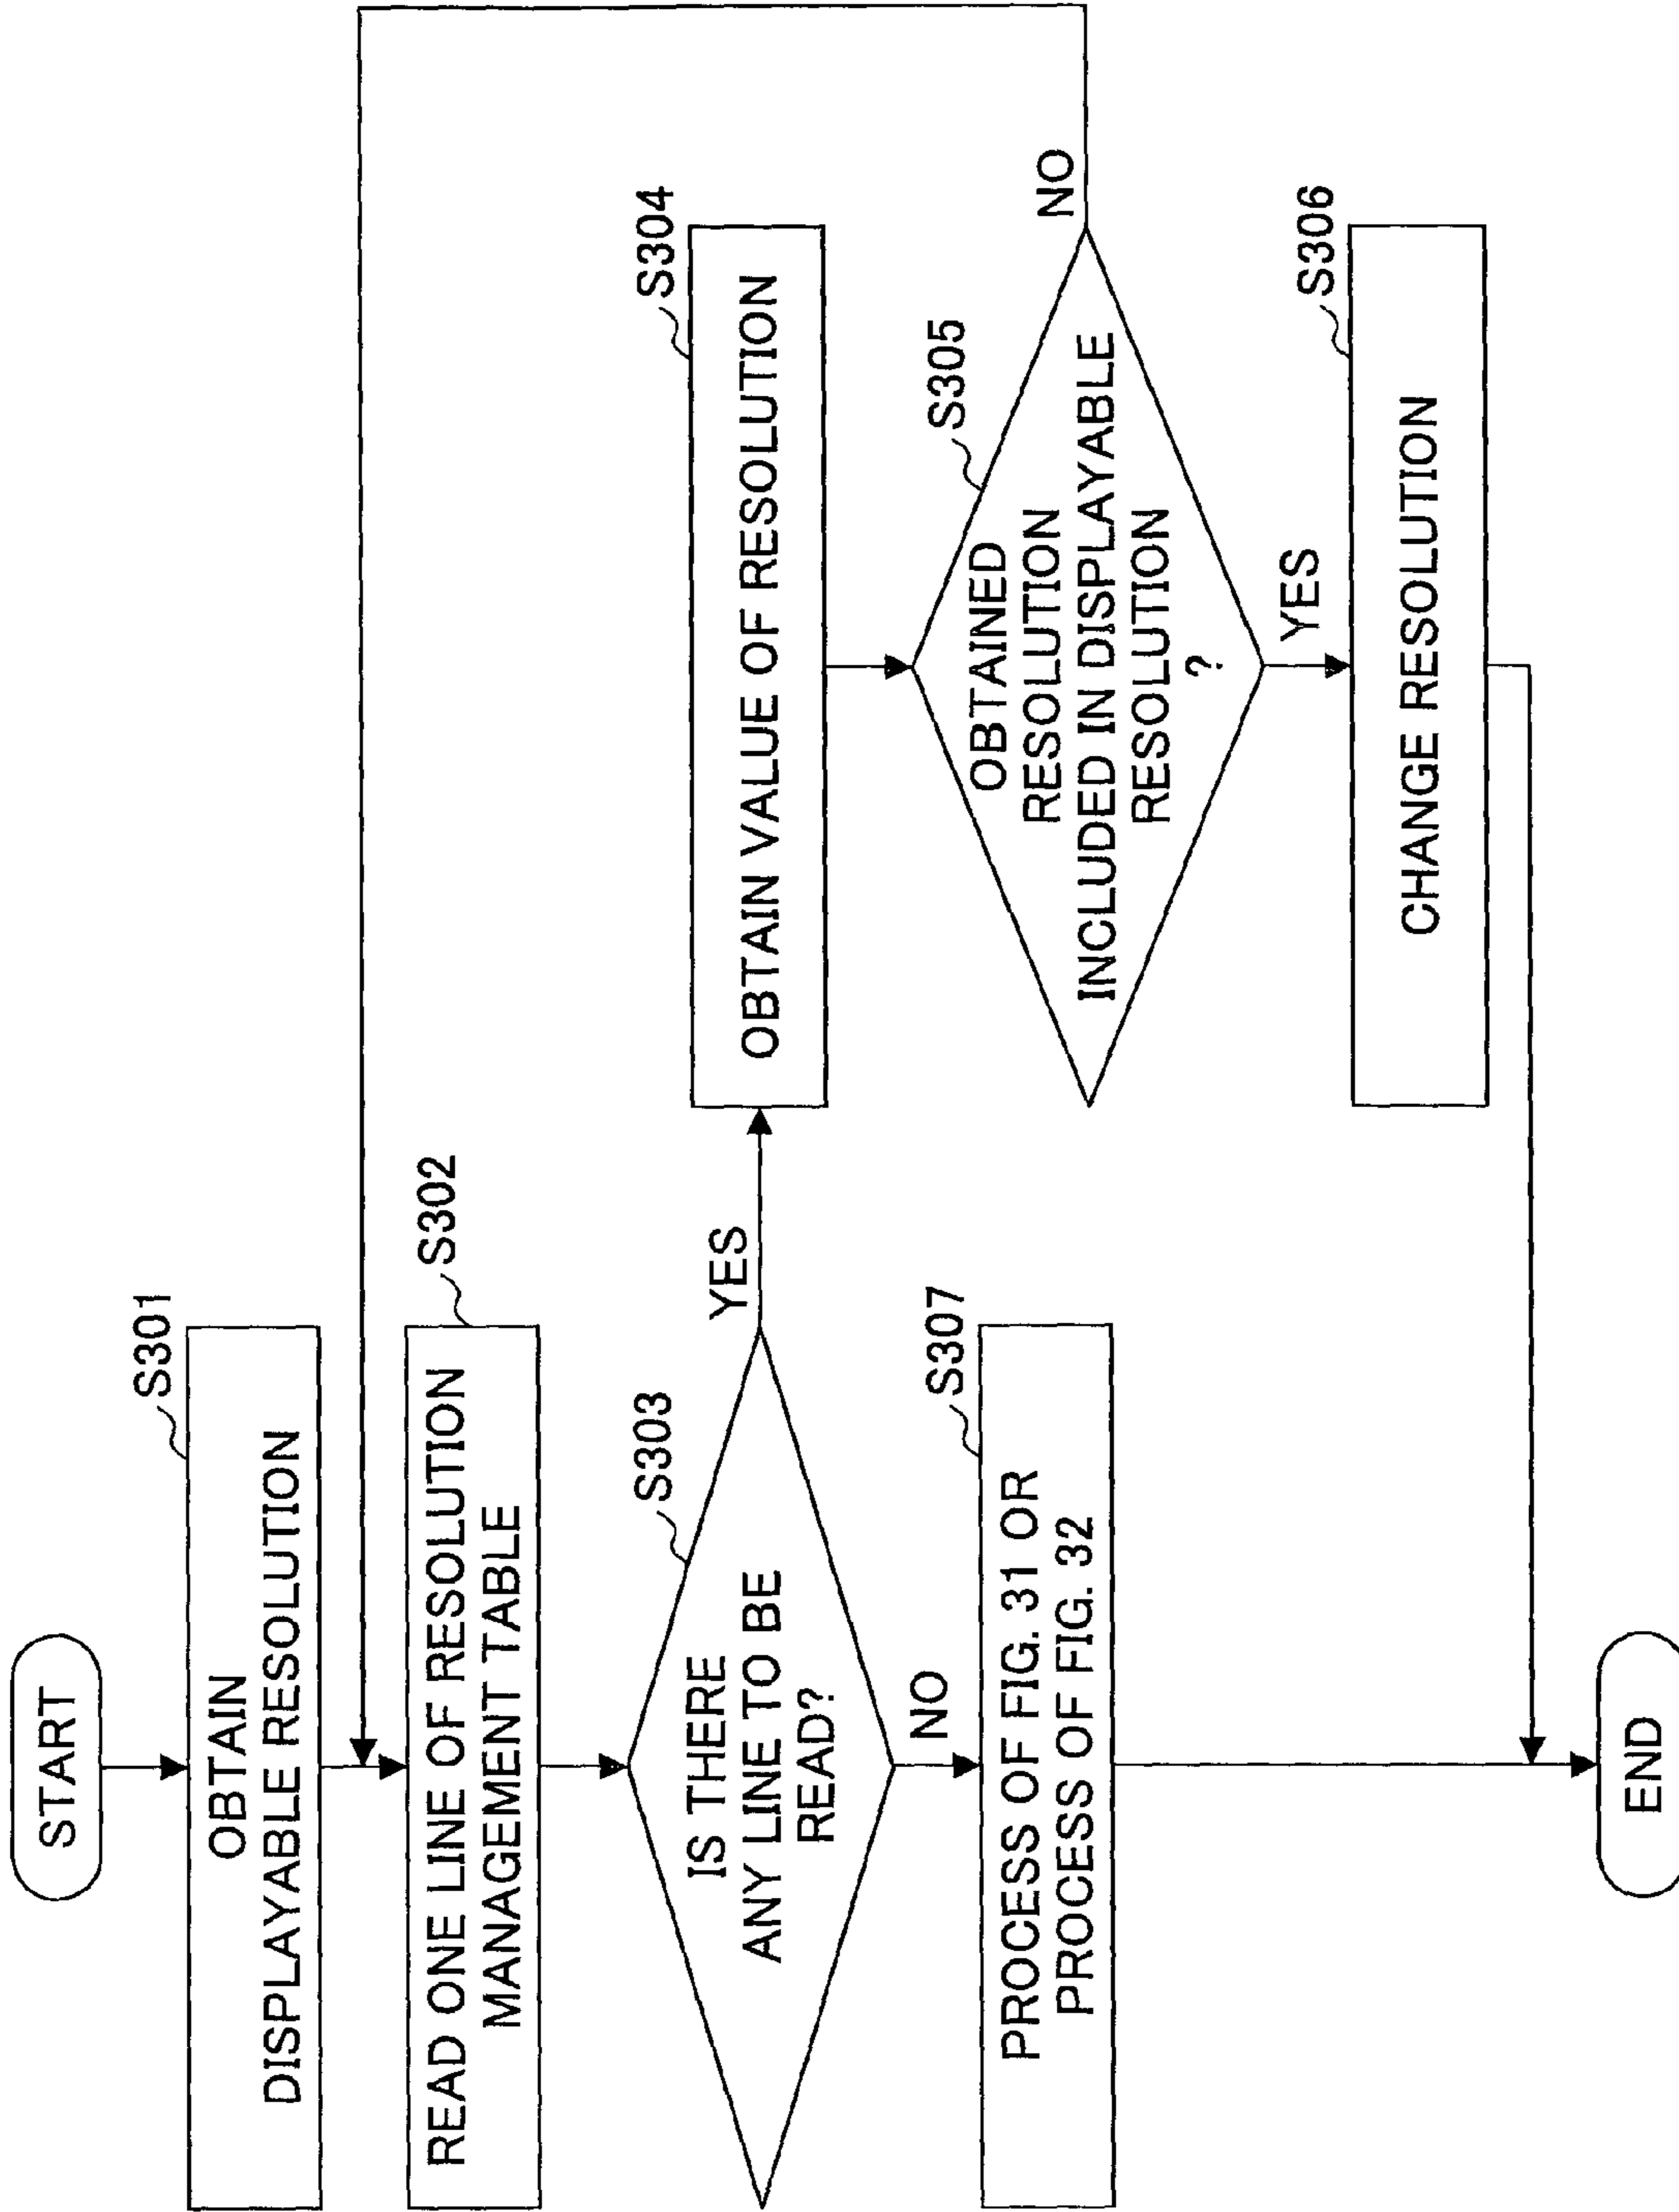 START
S301
OBTAIN
DISPLAYABLE RESOLUTION
S302
READ ONE LINE OF RESOLUTION
MANAGEMENT TABLE
S303
IS THERE
ANY LINE TO BE
READ?
YES
NO
S304
OBTAIN VALUE OF RESOLUTION
S305
OBTAINED
RESOLUTION
INCLUDED IN DISPLAYABLE
RESOLUTION
?
NO
YES
S306
CHANGE RESOLUTION
S307
PROCESS OF FIG. 31 OR
PROCESS OF FIG. 32
END